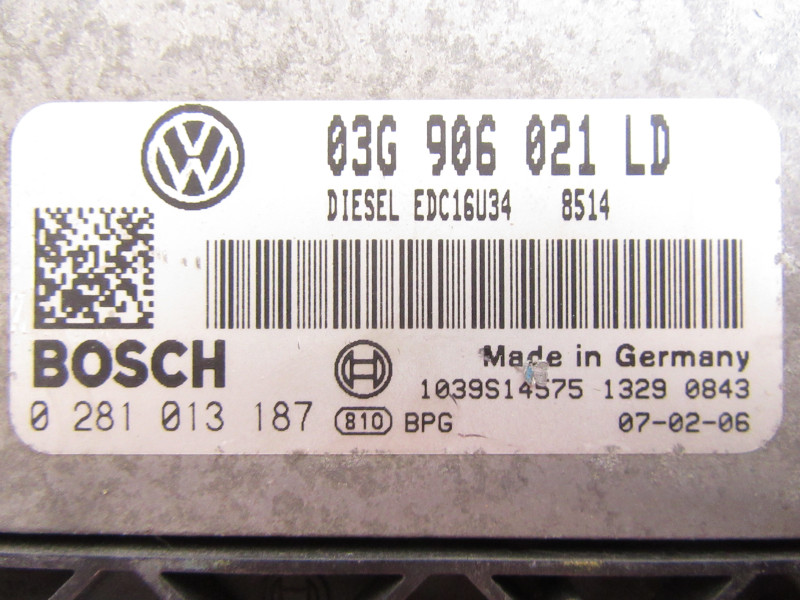 03G 906 021 LD
DIESEL EDC16U34 8514
BOSCH
Made in Germany
1039S14575 1329 0843
0 281 013 187
810 BPG
07-02-06